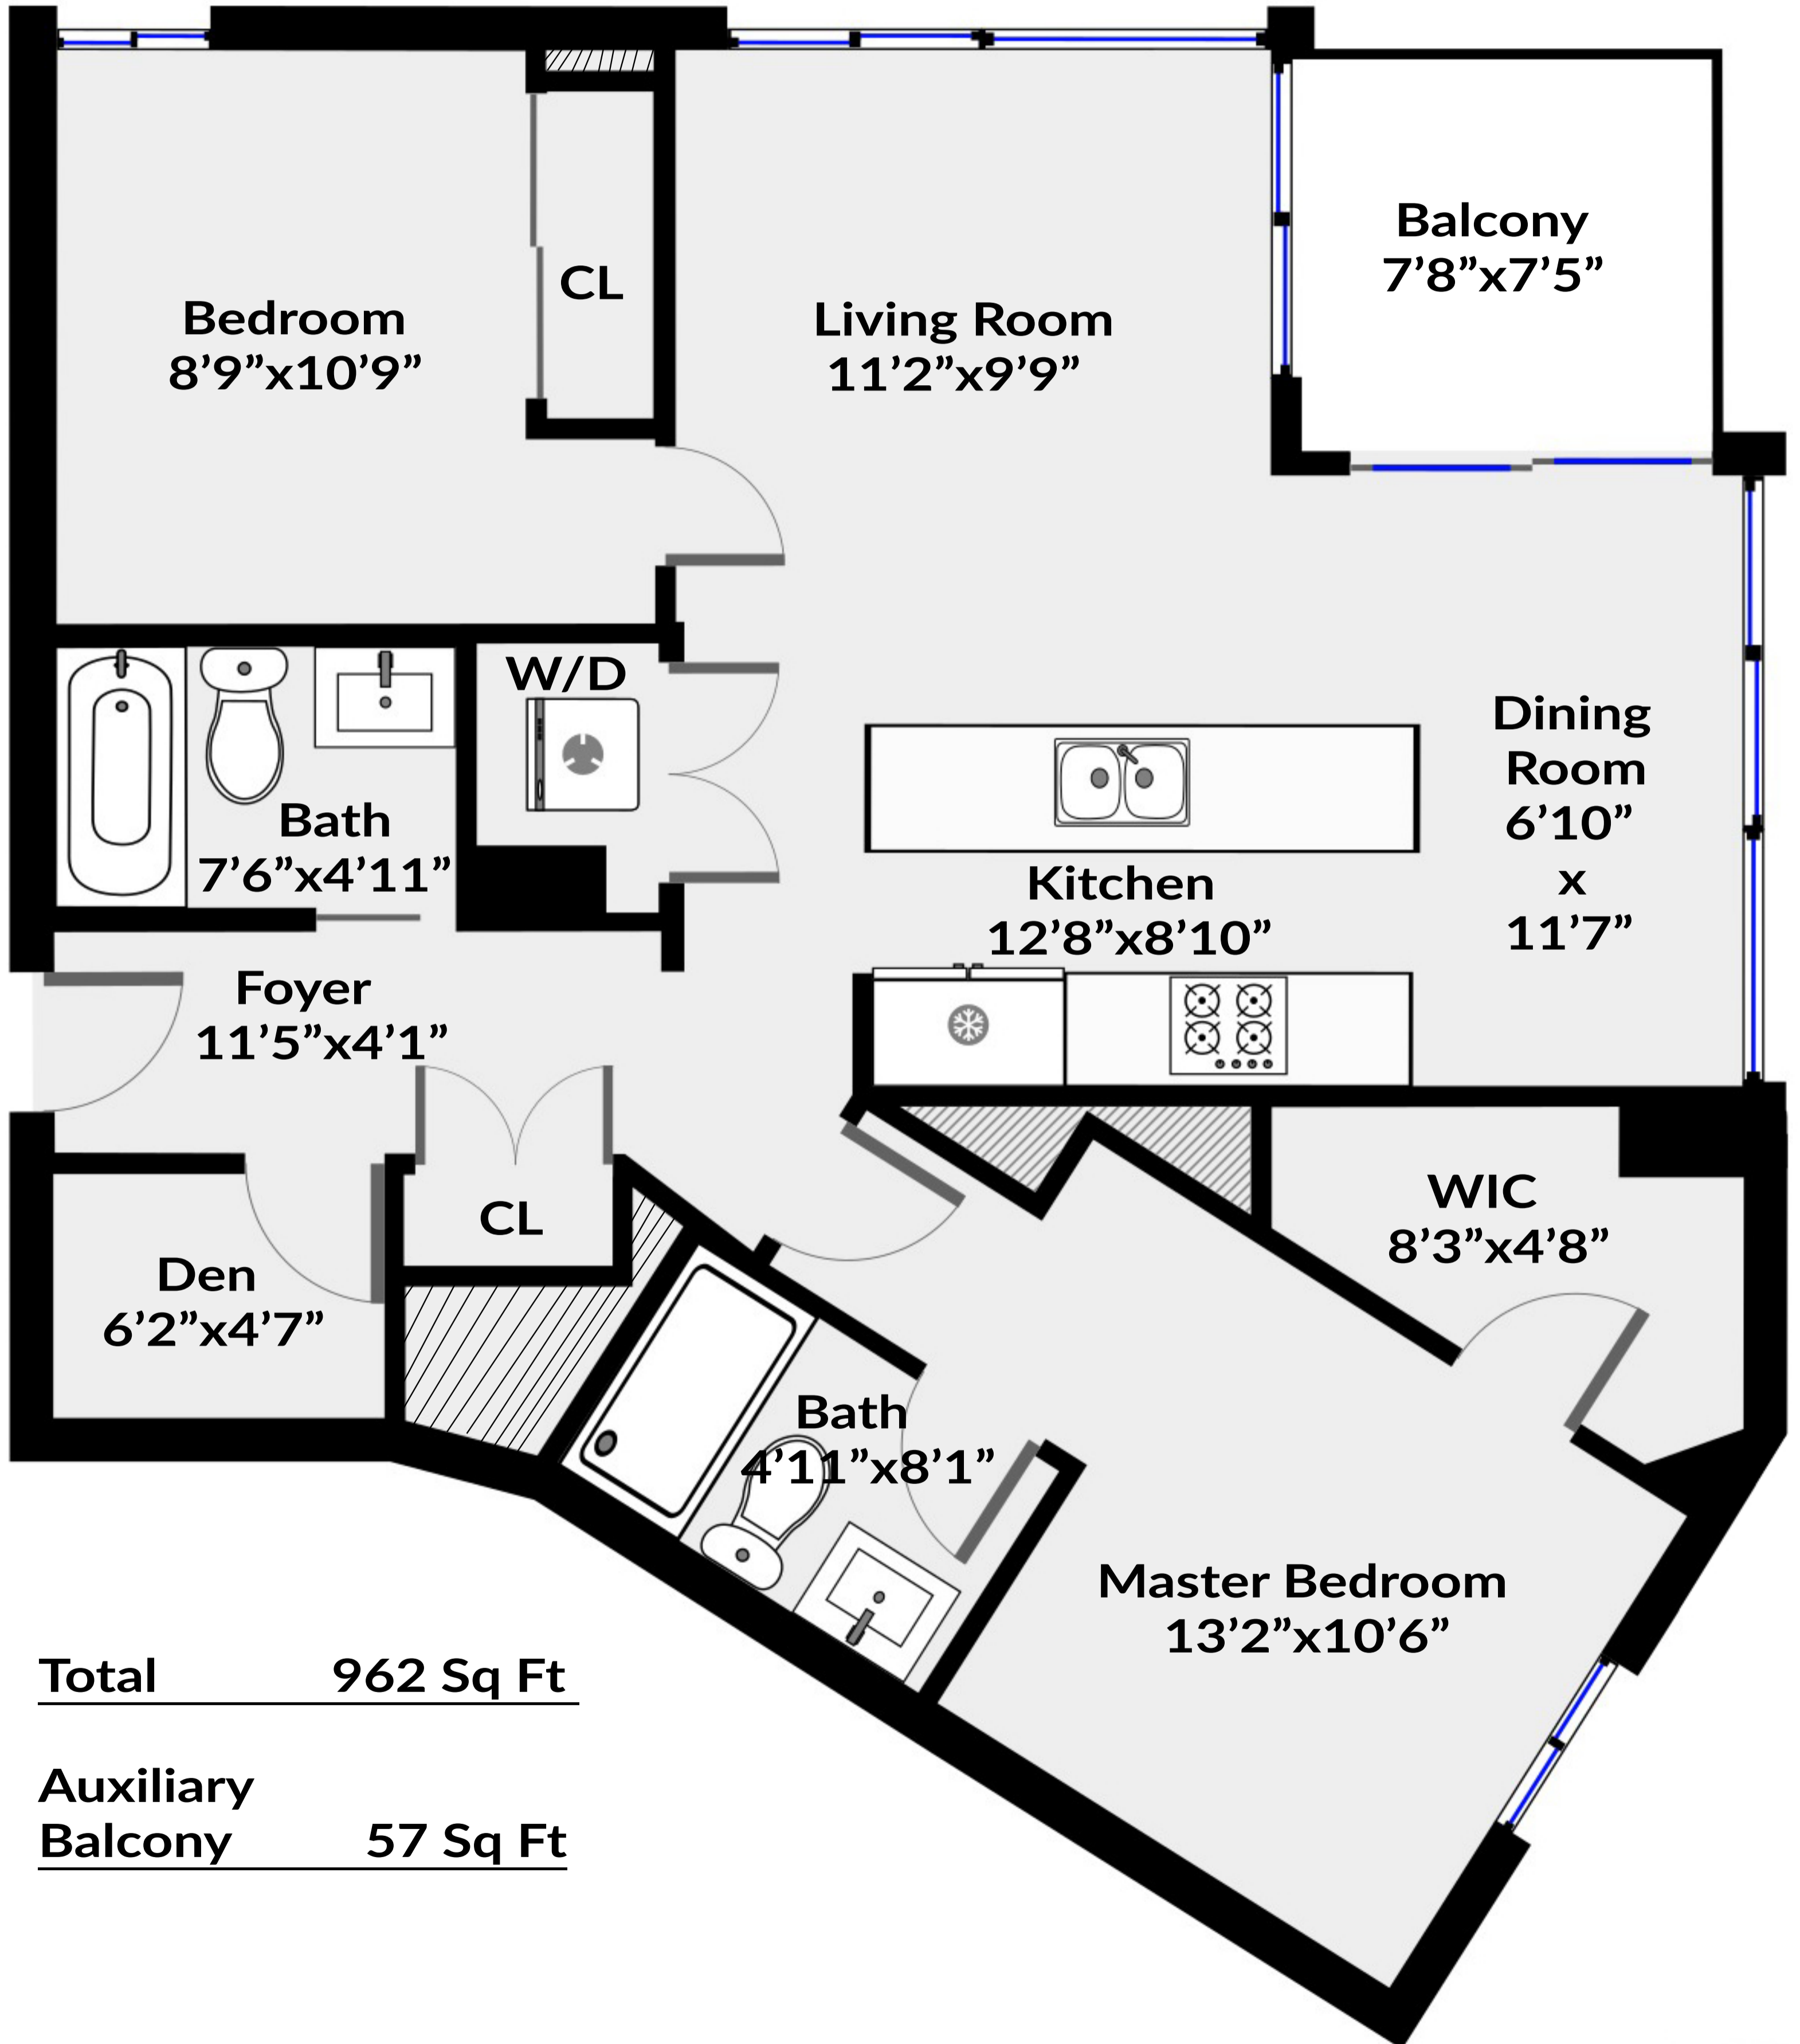 Balcony
7’8”x7’5”
Bedroom
8’9”x10’9”
CL
Living Room
11’2”x9’9”
W/D
Bath
7’6”x4’11”
Dining
Room
6’10”
x
11’7”
Kitchen
12’8”x8’10”
Foyer
11’5”x4’1”
CL
WIC
8’3”x4’8”
Den
6’2”x4’7”
Bath
4’11”x8’1”
Master Bedroom
13’2”x10’6”
Total 962 Sq Ft
Auxiliary
Balcony 57 Sq Ft